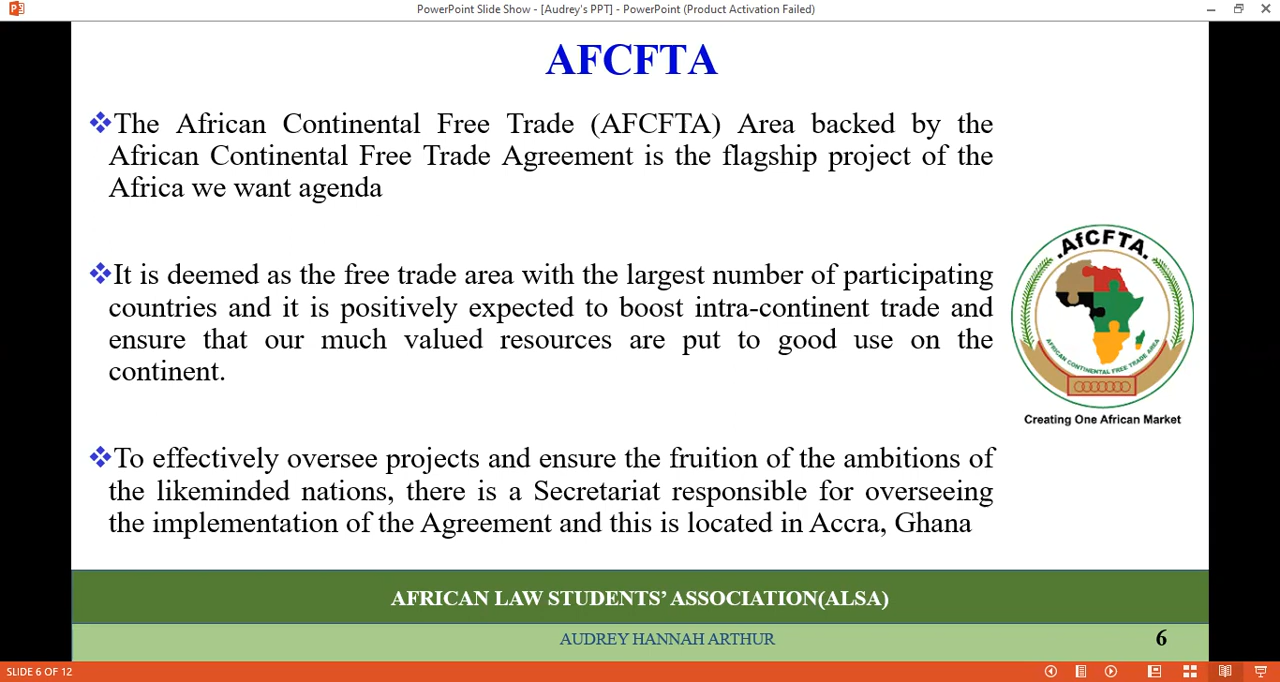 PowerPoint Slide Show - [Audrey's PPT] - PowerPoint (Product Activation Failed)
AFCFTA
The African Continental Free Trade (AFCFTA) Area backed by the
African Continental Free Trade Agreement is the flagship project of the
Africa we want agenda
It is deemed as the free trade area with the largest number of participating
countries and it is positively expected to boost intra-continent trade and
ensure that our much valued resources are put to good use on the
continent.
To effectively oversee projects and ensure the fruition of the ambitions of
the likeminded nations, there is a Secretariat responsible for overseeing
the implementation of the Agreement and this is located in Accra, Ghana
AfCFTA
AFRICAN CONTINENTAL FREE TRADE AREA
Creating One African Market
AFRICAN LAW STUDENTS' ASSOCIATION(ALSA)
AUDREY HANNAH ARTHUR
6
SLIDE 6 OF 12